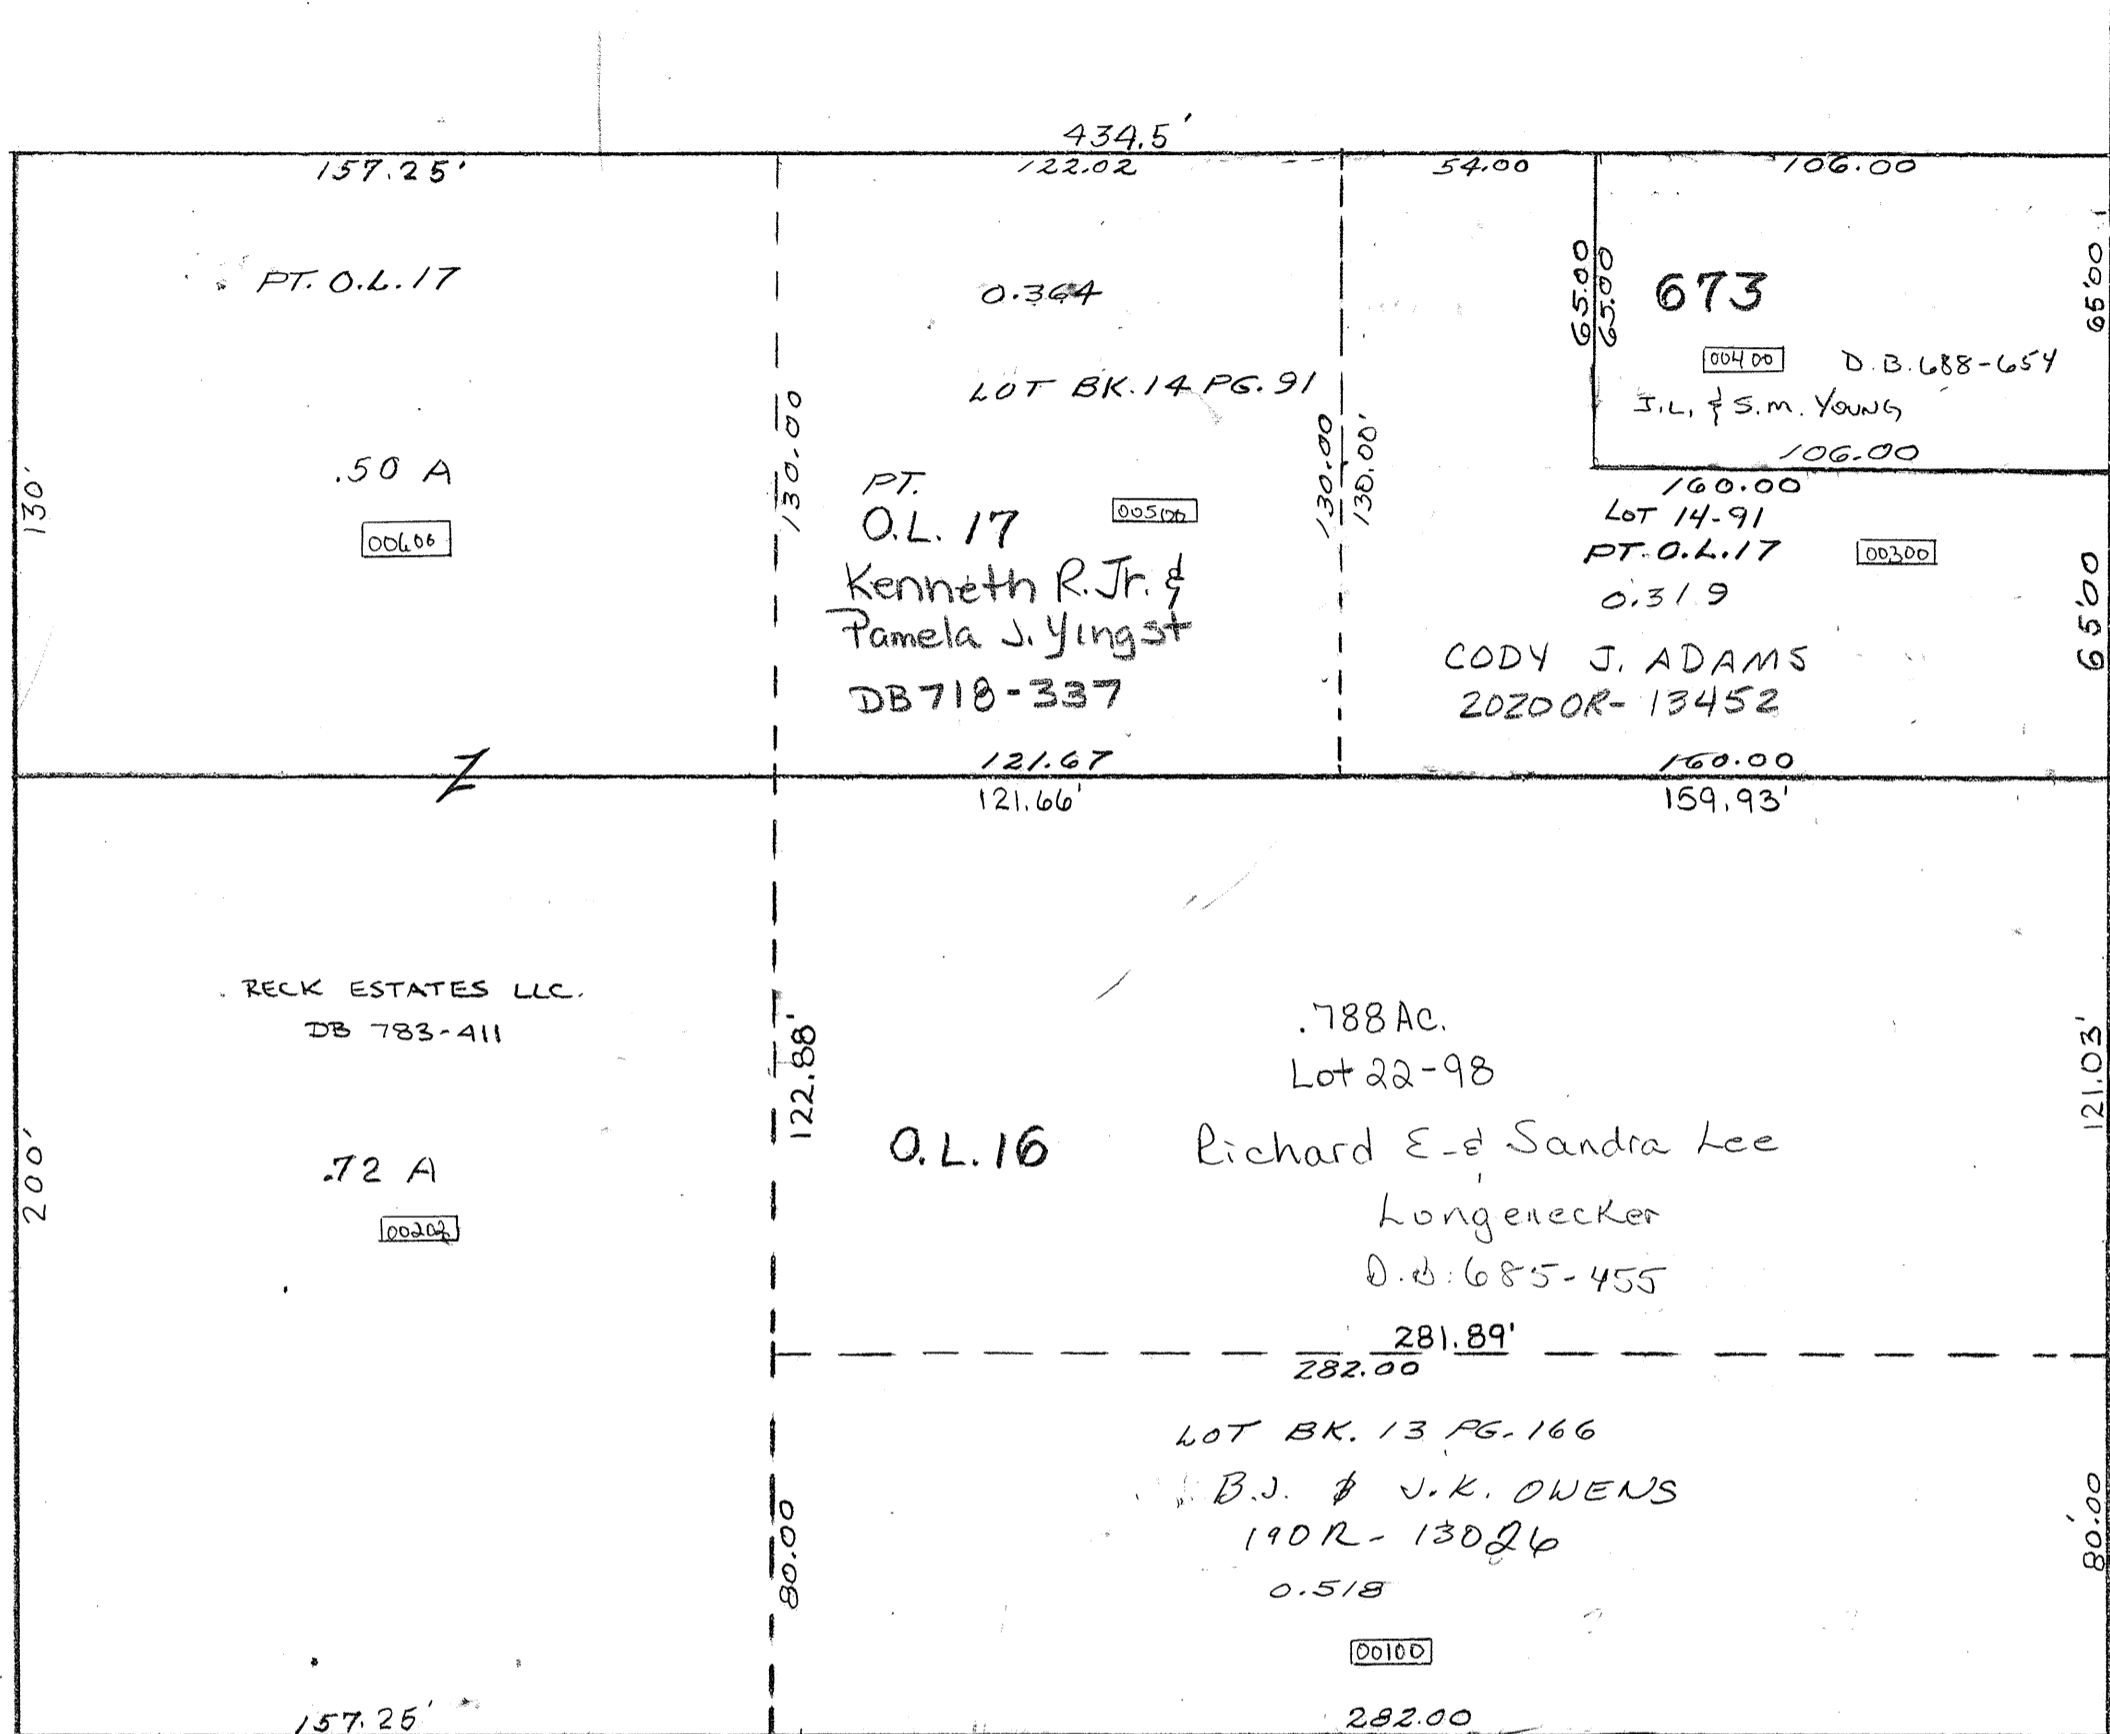 434.5'
157.25'
122.02
54.00
106.00
PT. O.L. 17
130'
.50 A
130.00
0.364
LOT BK. 14 PG. 91
PT.
O.L. 17
00500
Kenneth R. Jr. &
Pamela J. Yingst
DB 718-337
121.67
130.00
130.00'
65.00
65.00
673
65.00
00400 D.B. 688-654
J.L. & S.M. YOUNG
106.00
160.00
LOT 14-91
PT. O.L. 17
00300
0.319
65.00
CODY J. ADAMS
2020OR-13452
160.00
121.66'
159.93'
RECK ESTATES LLC.
DB 783-411
200'
.72 A
122.88'
.788 AC.
Lot 22-98
O.L. 16
Richard E. & Sandra Lee
Longenecker
D.B. 685-455
121.03'
281.89'
282.00
LOT BK. 13 PG. 166
B.J. & J.K. OWENS
19OR-13026
0.518
00100
80.00
80.00
157.25'
282.00